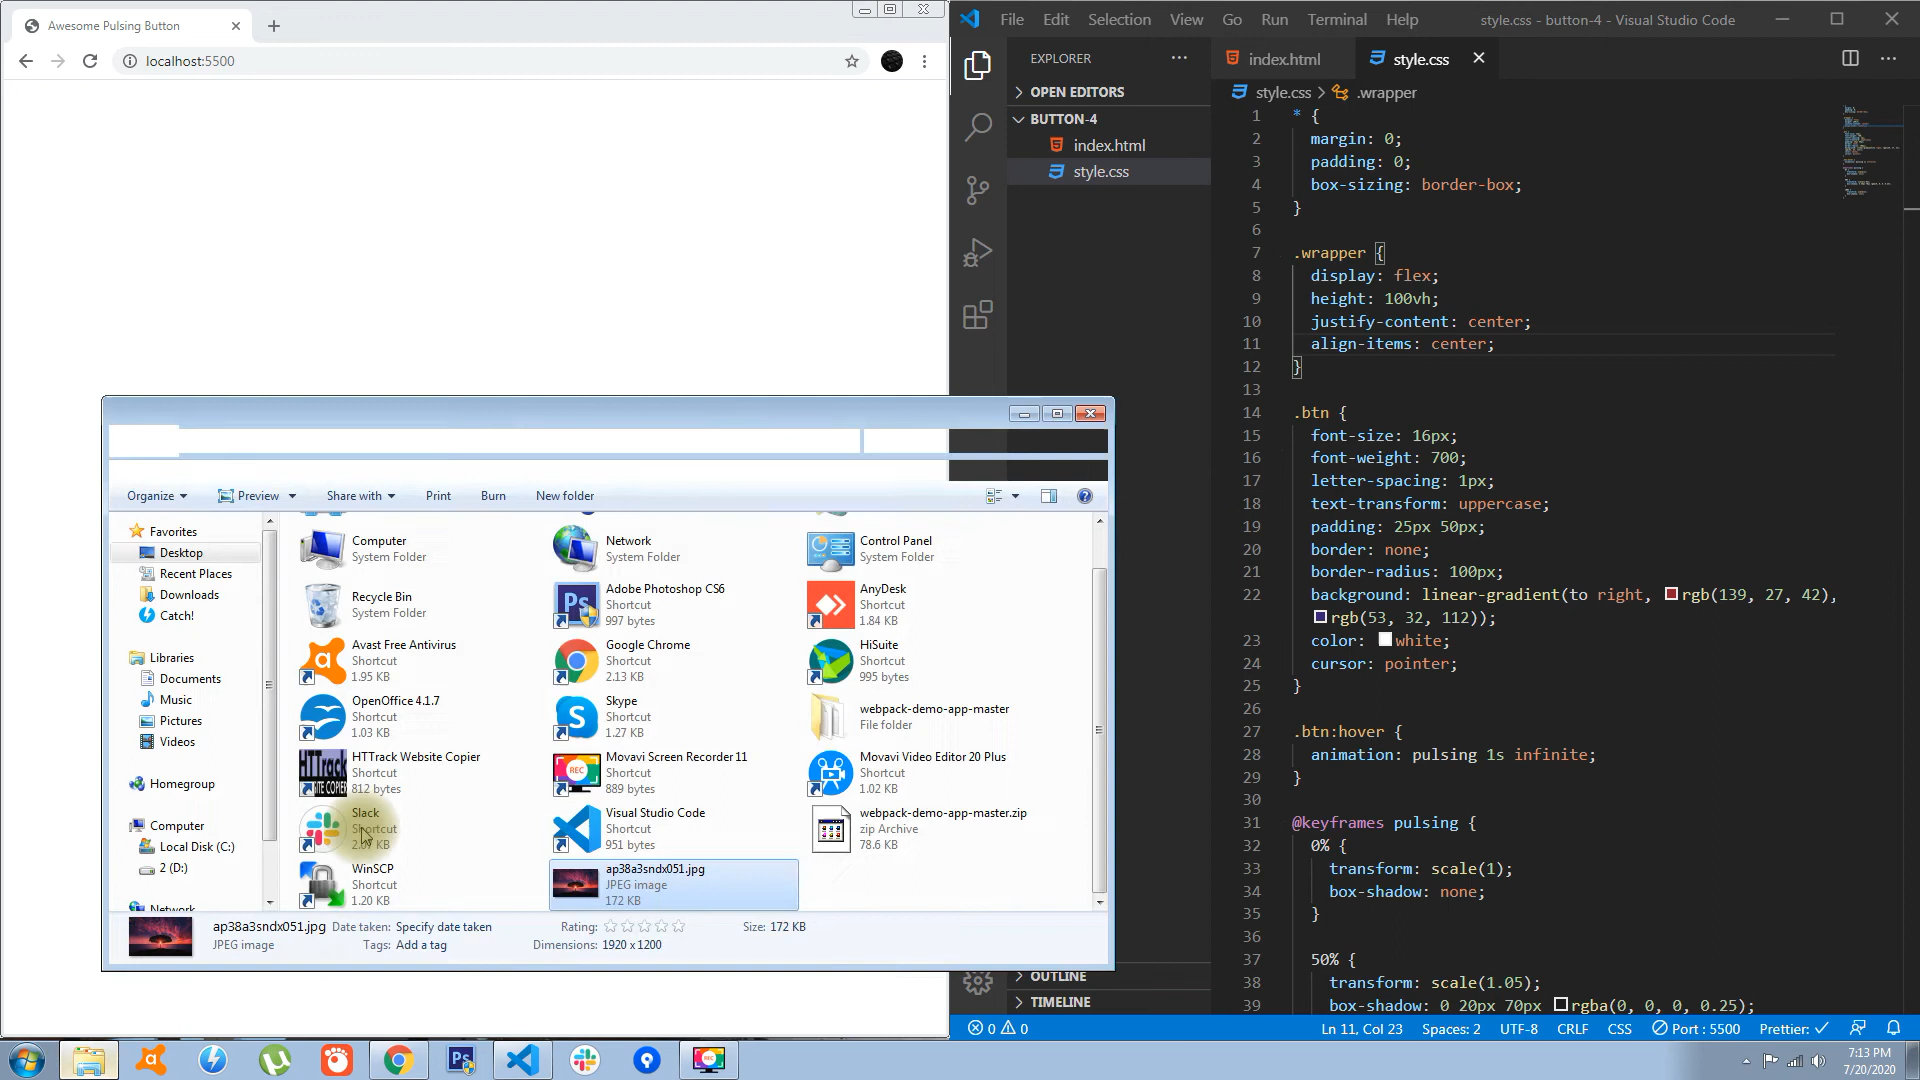 Awesome Pulsing Button
localhost:5500
File Edit Selection View Go Run Terminal Help
style.css - button-4 - Visual Studio Code
EXPLORER
OPEN EDITORS
BUTTON-4
index.html
style.css
OUTLINE
TIMELINE
index.html
style.css
style.css > .wrapper
1 * {
2 margin: 0;
3 padding: 0;
4 box-sizing: border-box;
5 }
6
7 .wrapper {
8 display: flex;
9 height: 100vh;
10 justify-content: center;
11 align-items: center;
12 }
13
14 .btn {
15 font-size: 16px;
16 font-weight: 700;
17 letter-spacing: 1px;
18 text-transform: uppercase;
19 padding: 25px 50px;
20 border: none;
21 border-radius: 100px;
22 background: linear-gradient(to right, rgb(139, 27, 42),
rgb(53, 32, 112));
23 color: white;
24 cursor: pointer;
25 }
26
27 .btn:hover {
28 animation: pulsing 1s infinite;
29 }
30
31 @keyframes pulsing {
32 0% {
33 transform: scale(1);
34 box-shadow: none;
35 }
36
37 50% {
38 transform: scale(1.05);
39 box-shadow: 0 20px 70px rgba(0, 0, 0, 0.25);
0 0
Ln 11, Col 23 Spaces: 2 UTF-8 CRLF CSS Port : 5500 Prettier:
Organize Preview Share with Print Burn New folder
Favorites
Desktop
Recent Places
Downloads
Catch!
Libraries
Documents
Music
Pictures
Videos
Homegroup
Computer
Local Disk (C:)
2 (D:)
Network
Computer
System Folder
Network
System Folder
Control Panel
System Folder
Recycle Bin
System Folder
Adobe Photoshop CS6
Shortcut
997 bytes
AnyDesk
Shortcut
1.84 KB
Avast Free Antivirus
Shortcut
1.95 KB
Google Chrome
Shortcut
2.13 KB
HiSuite
Shortcut
995 bytes
OpenOffice 4.1.7
Shortcut
1.03 KB
Skype
Shortcut
1.27 KB
webpack-demo-app-master
File folder
HTTrack Website Copier
Shortcut
812 bytes
Movavi Screen Recorder 11
Shortcut
889 bytes
Movavi Video Editor 20 Plus
Shortcut
1.02 KB
Slack
Shortcut
KB
Visual Studio Code
Shortcut
951 bytes
webpack-demo-app-master.zip
zip Archive
78.6 KB
WinSCP
Shortcut
1.20 KB
ap38a3sndx051.jpg
JPEG image
172 KB
ap38a3sndx051.jpg Date taken: Specify date taken Rating: Size: 172 KB
JPEG image Tags: Add a tag Dimensions: 1920 x 1200
7:13 PM
7/20/2020